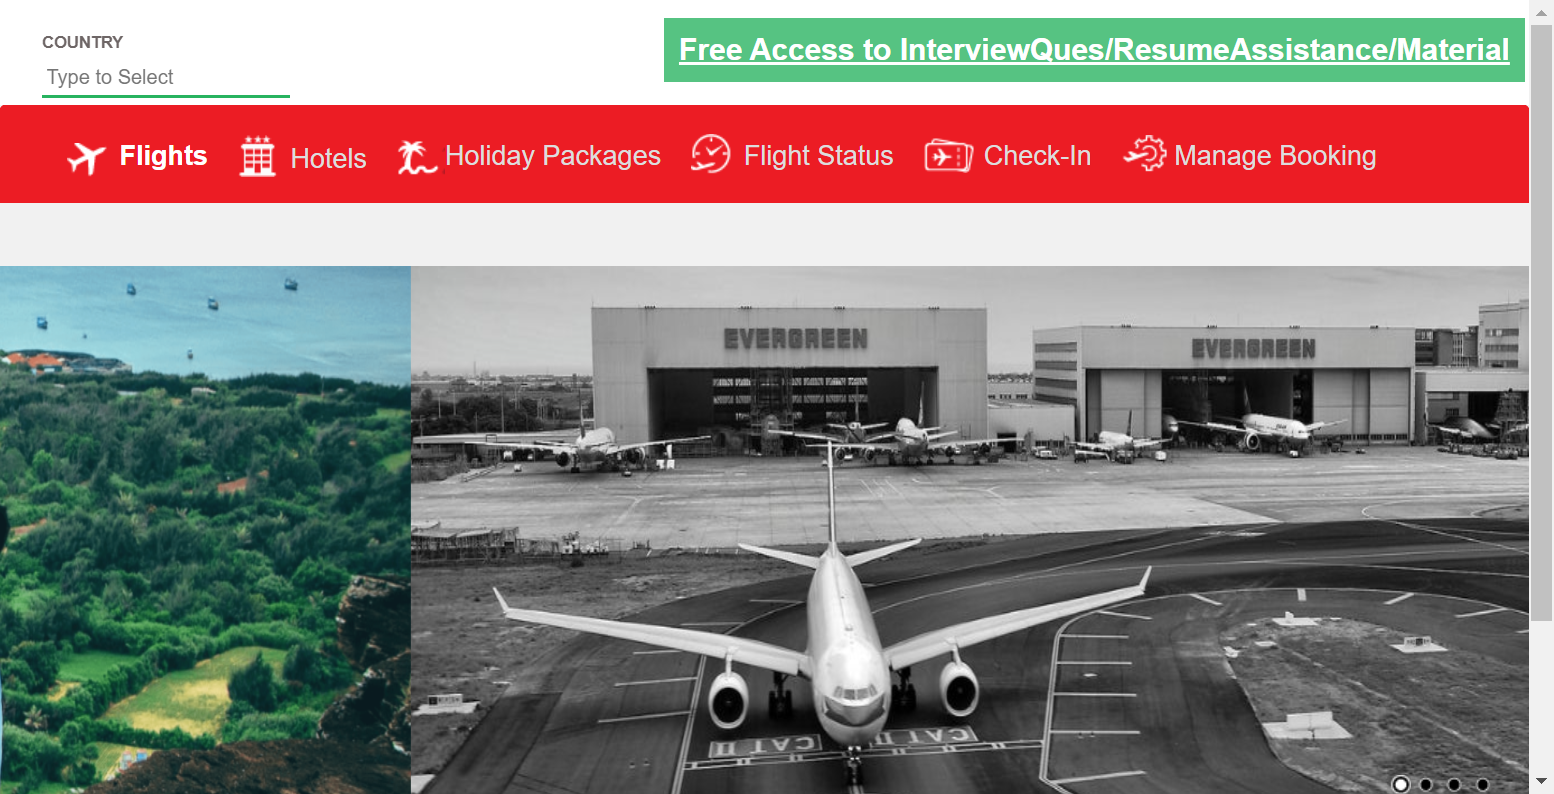 COUNTRY
Type to Select
Free Access to InterviewQues/ResumeAssistance/Material
Flights
Hotels
Holiday Packages
Flight Status
Check-In
Manage Booking
EVERGREEN
EVERGREEN
CAT II
CAT II